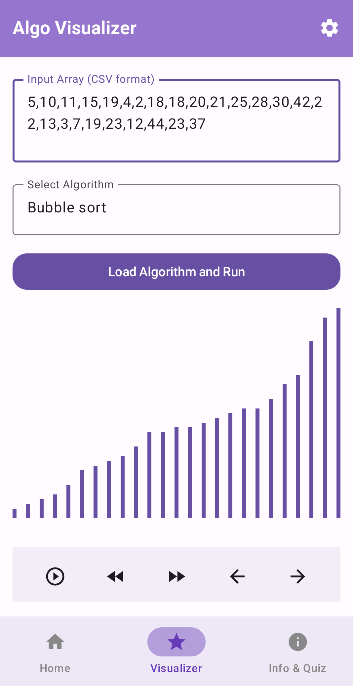 Algo Visualizer
Input Array (CSV format)
5,10,11,15,19,4,2,18,18,20,21,25,28,30,42,2
2,13,3,7,19,23,12,44,23,37
Select Algorithm
Bubble sort
Load Algorithm and Run
Home
Visualizer
Info & Quiz